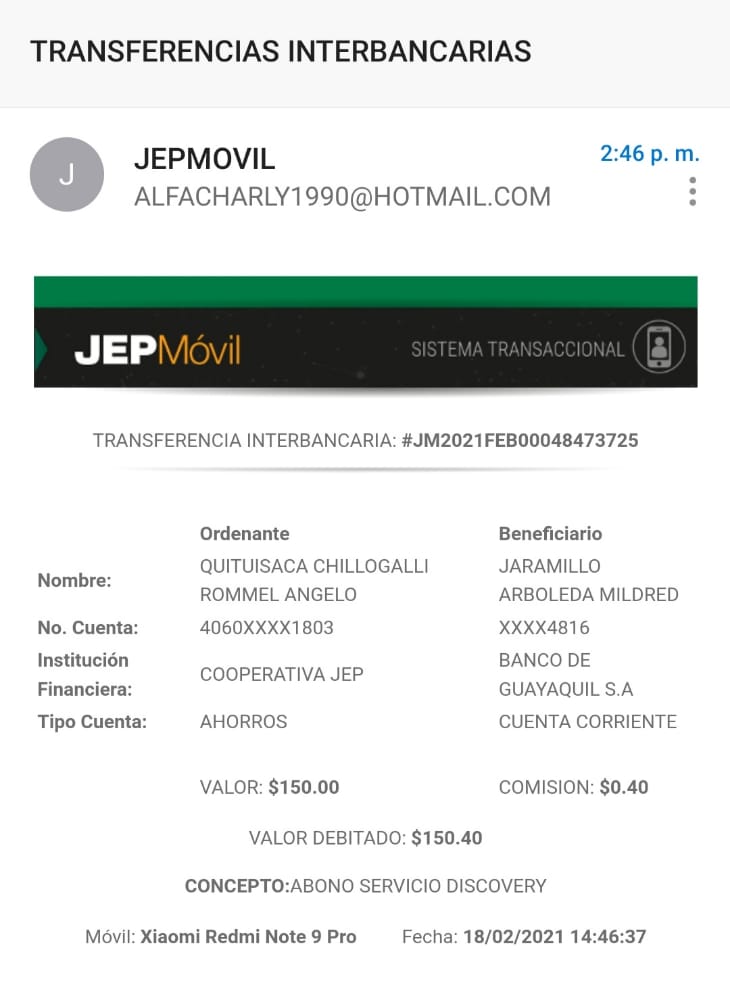 TRANSFERENCIAS INTERBANCARIAS
J
JEPMOVIL
2:46 p. m.
ALFACHARLY1990@HOTMAIL.COM
JEPMóvil
SISTEMA TRANSACCIONAL
TRANSFERENCIA INTERBANCARIA: #JM2021FEB00048473725
Ordenante Beneficiario
Nombre: QUITUISACA CHILLOGALLI ROMMEL ANGELO JARAMILLO ARBOLEDA MILDRED
No. Cuenta: 4060XXXX1803 XXXX4816
Institución Financiera: COOPERATIVA JEP BANCO DE GUAYAQUIL S.A
Tipo Cuenta: AHORROS CUENTA CORRIENTE
VALOR: $150.00 COMISION: $0.40
VALOR DEBITADO: $150.40
CONCEPTO:ABONO SERVICIO DISCOVERY
Móvil: Xiaomi Redmi Note 9 Pro Fecha: 18/02/2021 14:46:37